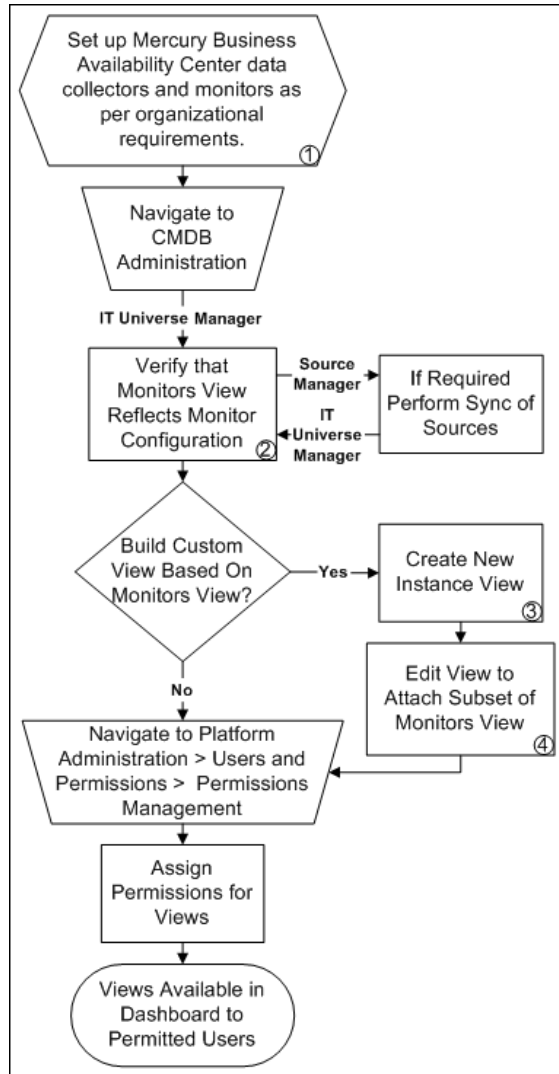 Set up Mercury Business
Availability Center data
collectors and monitors as
per organizational
requirements.
1
Navigate to
CMDB
Administration
IT Universe Manager
Verify that
Monitors View
Reflects Monitor
Configuration
2
Source
Manager
IT
Universe
Manager
If Required
Perform Sync of
Sources
Build Custom
View Based On
Monitors View?
Yes
Create New
Instance View
3
Edit View to
Attach Subset of
Monitors View
4
No
Navigate to Platform
Administration > Users and
Permissions > Permissions
Management
Assign
Permissions for
Views
Views Available in
Dashboard to
Permitted Users